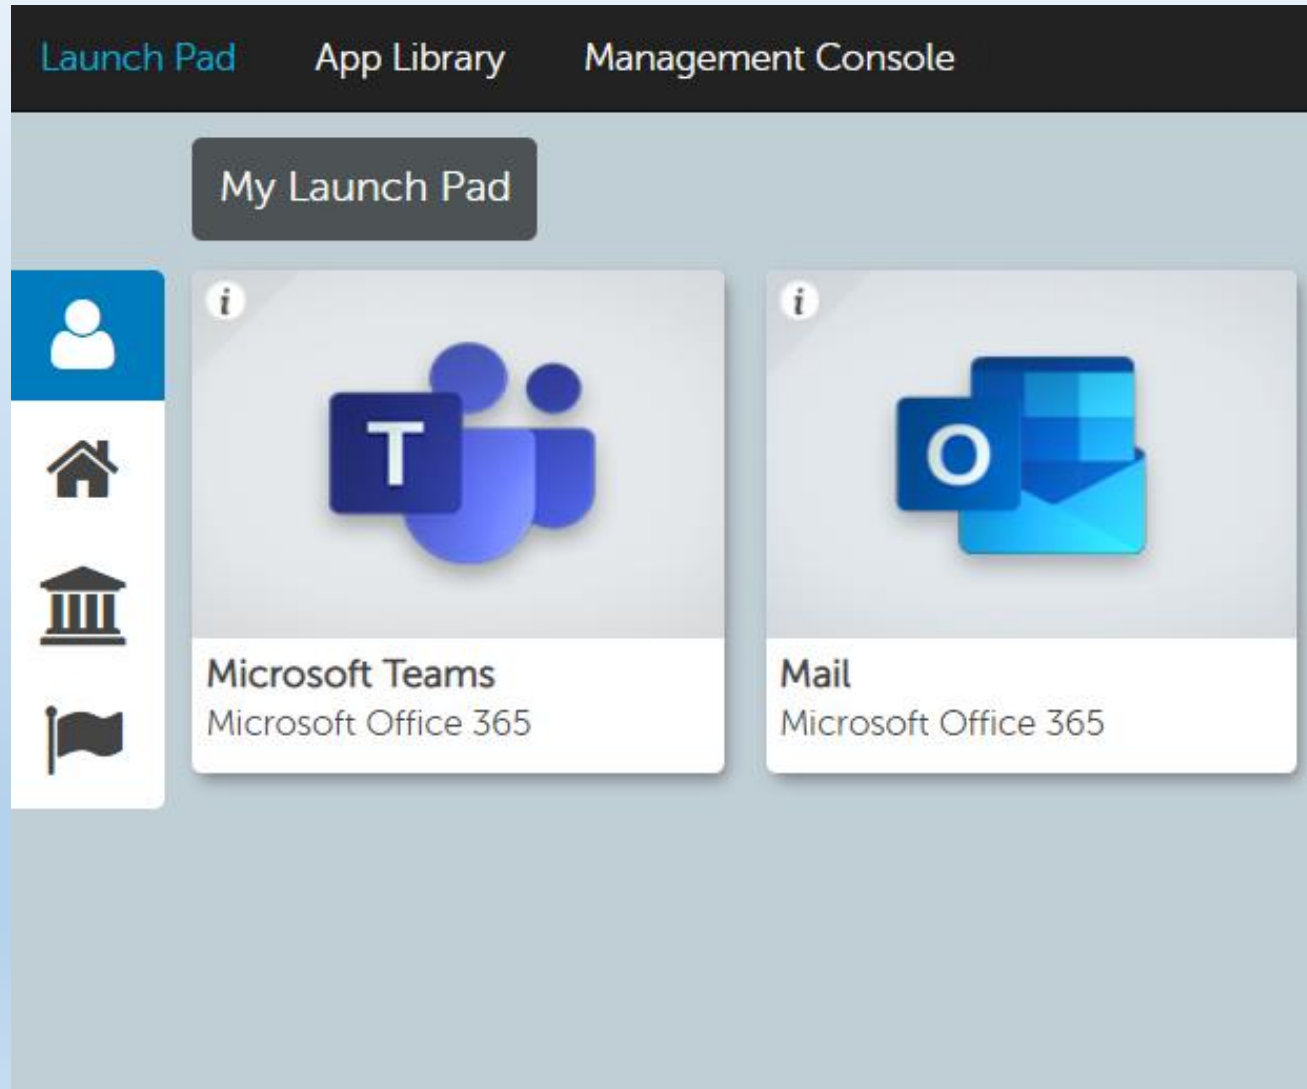 Launch Pad App Library Management Console
My Launch Pad
i
T
Microsoft Teams
Microsoft Office 365
i
O
Mail
Microsoft Office 365